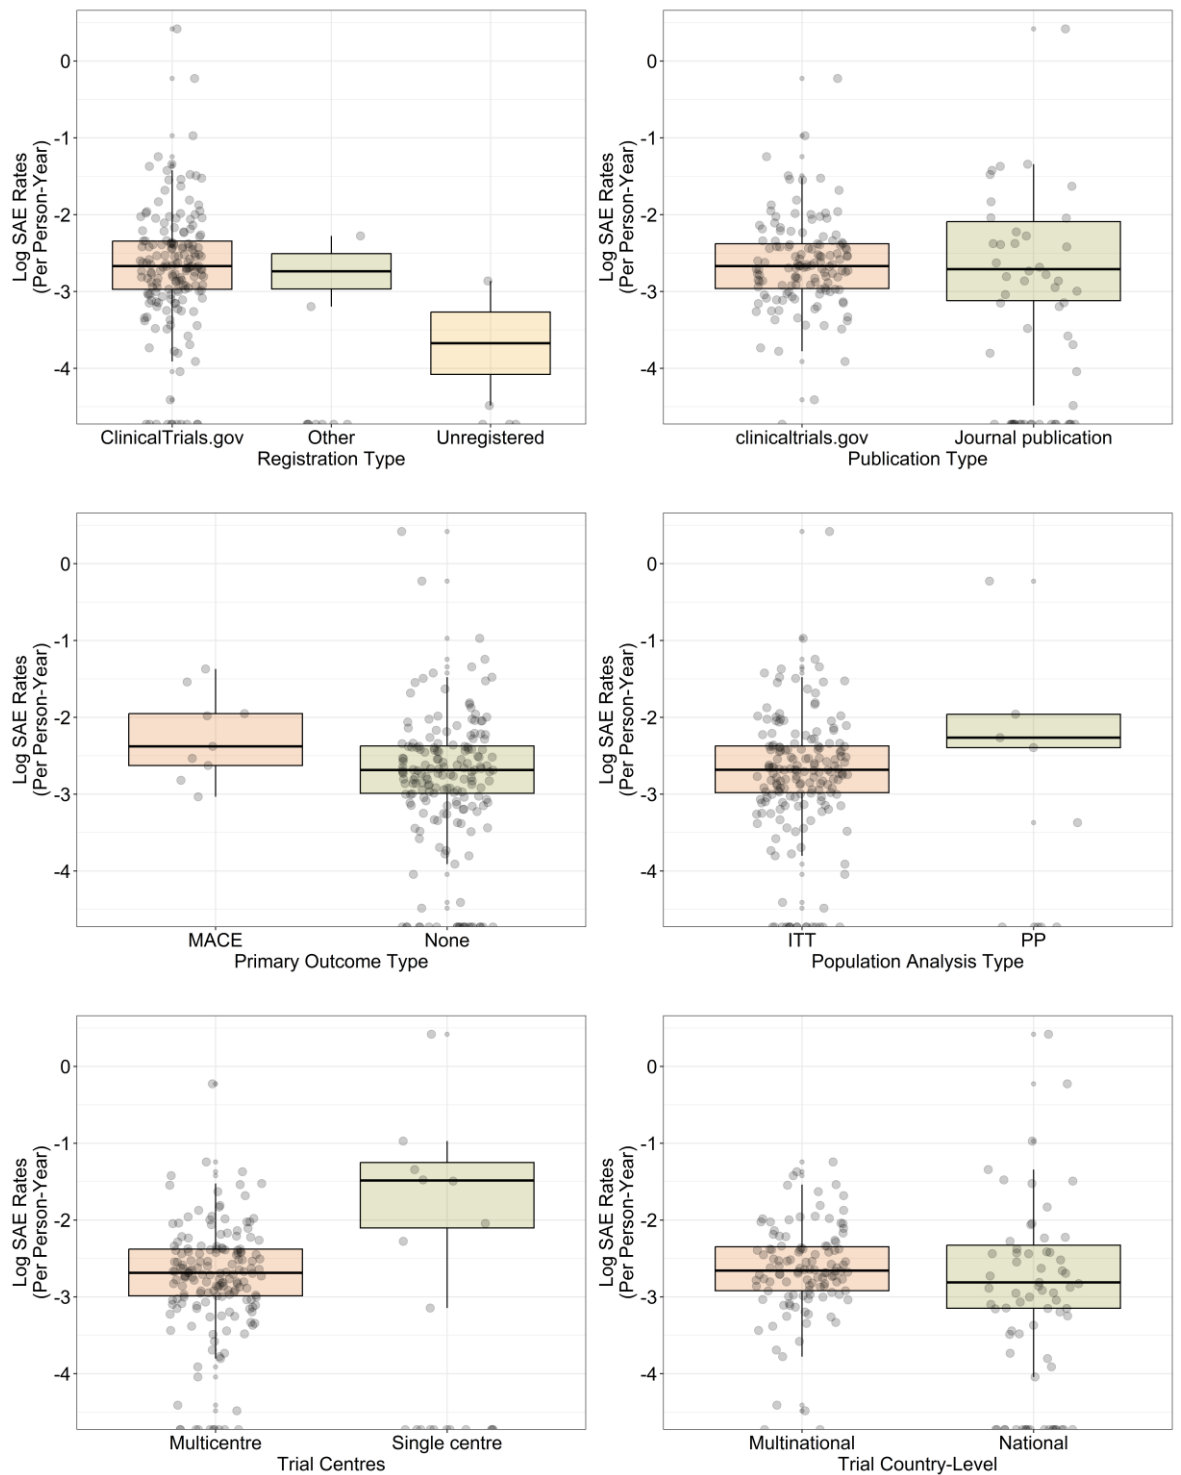 Log SAE Rates
(Per Person-Year)
0
-1
-2
-3
-4
ClinicalTrials.gov Other Unregistered
Registration Type
Log SAE Rates
(Per Person-Year)
0
-1
-2
-3
-4
clinicaltrials.gov Journal publication
Publication Type
Log SAE Rates
(Per Person-Year)
0
-1
-2
-3
-4
MACE None
Primary Outcome Type
Log SAE Rates
(Per Person-Year)
0
-1
-2
-3
-4
ITT PP
Population Analysis Type
Log SAE Rates
(Per Person-Year)
0
-1
-2
-3
-4
Multicentre Single centre
Trial Centres
Log SAE Rates
(Per Person-Year)
0
-1
-2
-3
-4
Multinational National
Trial Country-Level